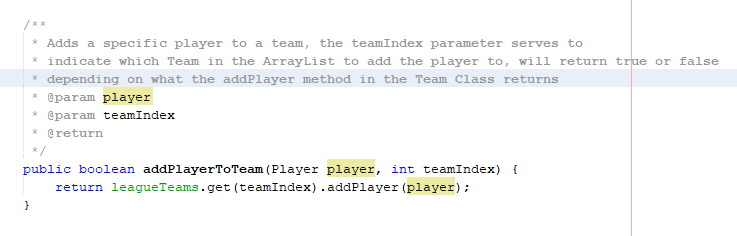 /**
 * Adds a specific player to a team, the teamIndex parameter serves to
 * indicate which Team in the ArrayList to add the player to, will return true or false
 * depending on what the addPlayer method in the Team Class returns
 * @param player
 * @param teamIndex
 * @return
 */
public boolean addPlayerToTeam(Player player, int teamIndex) {
    return leagueTeams.get(teamIndex).addPlayer(player);
}